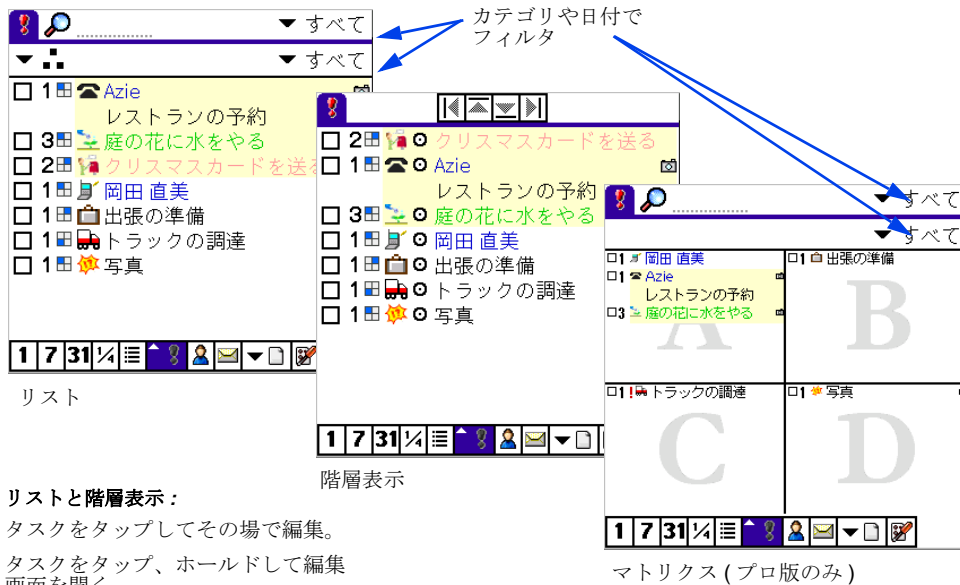 カテゴリや日付で
フィルタ
すべて
すべて
1 Azie
レストランの予約
3 庭の花に水をやる
2 クリスマスカードを送る
1 岡田 直美
1 出張の準備
1 トラックの調達
1 写真
1 7 31 1/4
リスト
2 クリスマスカードを送る
1 Azie
レストランの予約
3 庭の花に水をやる
1 岡田 直美
1 出張の準備
1 トラックの調達
1 写真
1 7 31 1/4
階層表示
すべて
すべて
1 岡田 直美
1 Azie
レストランの予約
3 庭の花に水をやる
A
1 出張の準備
B
1 ! トラックの調達
C
1 写真
D
1 7 31 1/4
マトリクス ( プロ版のみ )
リストと階層表示 :
タスクをタップしてその場で編集。
タスクをタップ、ホールドして編集
画面を開く